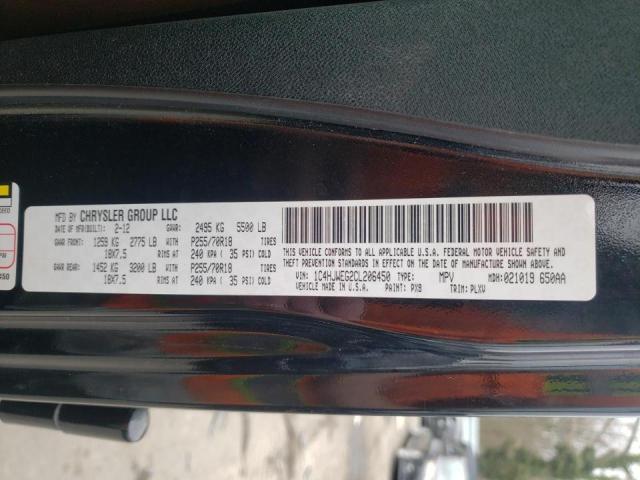 MFD BY CHRYSLER GROUP LLC
DATE OF MFR(BUILT): 2-12 GVWR: 2495 KG 5500 LB
GAWR FRONT: 1259 KG 2775 LB WITH P255/70R18 TIRES
18X7.5 RIMS AT 240 KPA ( 35 PSI) COLD
GAWR REAR: 1452 KG 3200 LB WITH P255/70R18 TIRES
18X7.5 RIMS AT 240 KPA ( 35 PSI) COLD
THIS VEHICLE CONFORMS TO ALL APPLICABLE U.S.A. FEDERAL MOTOR VEHICLE SAFETY AND
THEFT PREVENTION STANDARDS IN EFFECT ON THE DATE OF MANUFACTURE SHOWN ABOVE.
VIN: 1C4HJWEG2CL206450 TYPE: MPV MDH:021019 650AA
VEHICLE MADE IN U.S.A. PAINT: PX8 TRIM: PLXV